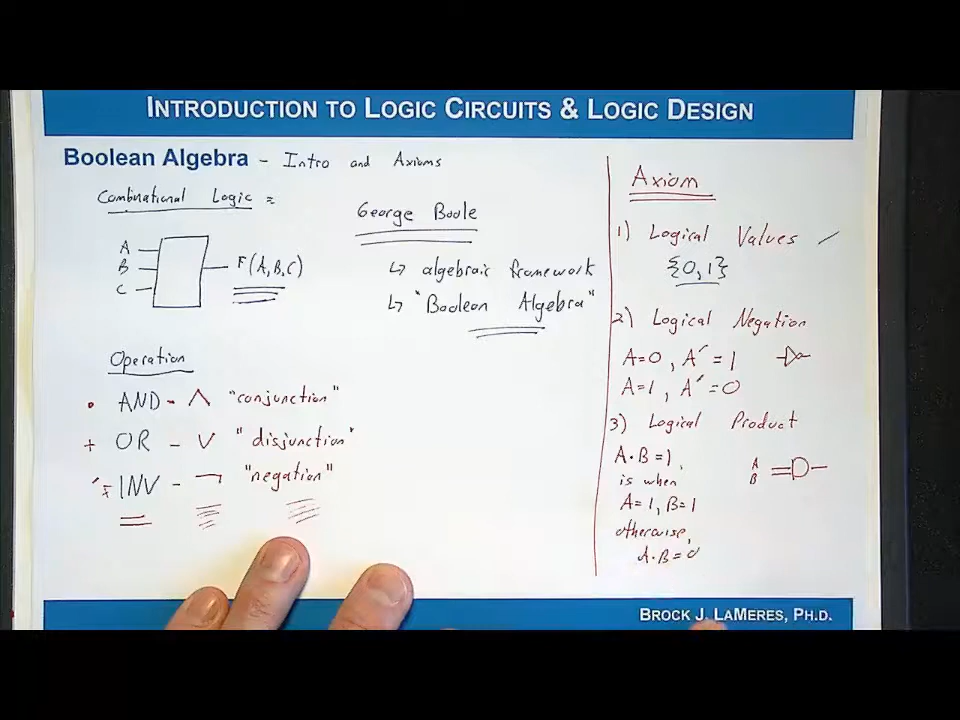 INTRODUCTION TO LOGIC CIRCUITS & LOGIC DESIGN
Boolean Algebra - Intro and Axioms
Combinational Logic =
A
B
C
F(A,B,C)
George Boole
↳ algebraic framework
↳ "Boolean Algebra"
Operation
• AND - ∧ "conjunction"
+ OR - ∨ "disjunction"
INV - ¬ "negation"
Axiom
1) Logical Values
{0,1}
2) Logical Negation
A=0, A'=1
A=1, A'=0
3) Logical Product
A·B=1,
is when
A=1, B=1
otherwise,
A·B=0
A
B
BROCK J. LAMERES, PH.D.